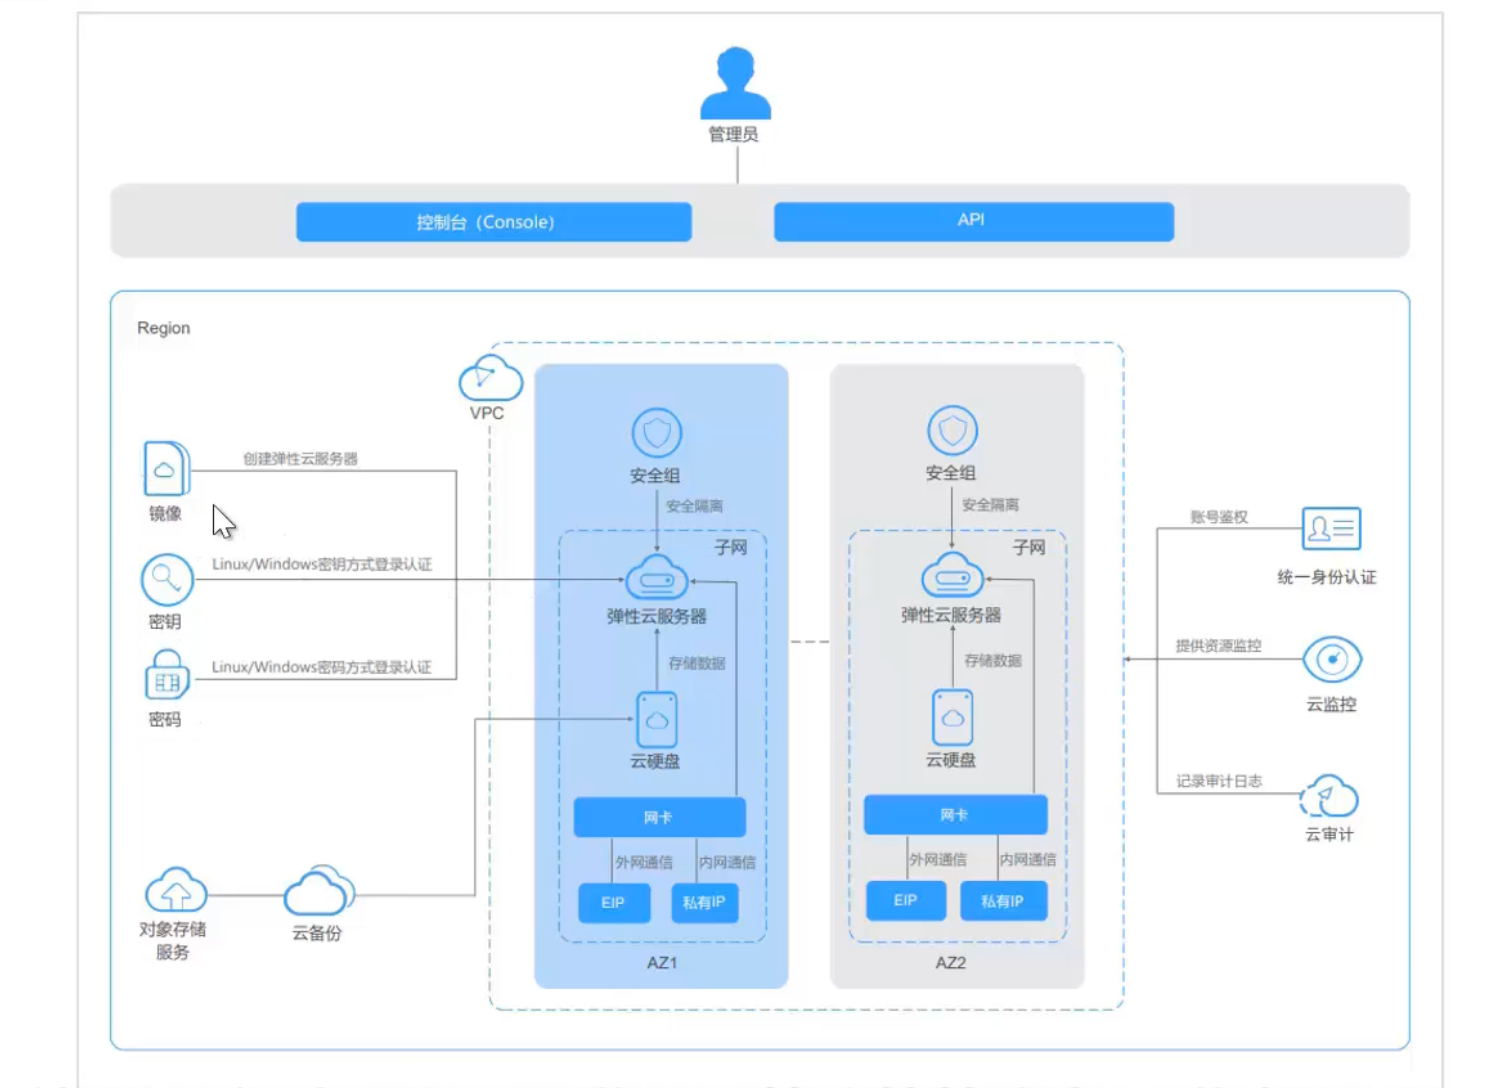 管理员
控制台（Console）
API
Region
VPC
安全组
安全隔离
子网
弹性云服务器
存储数据
云硬盘
网卡
外网通信
内网通信
EIP
私有IP
AZ1
安全组
安全隔离
子网
弹性云服务器
存储数据
云硬盘
网卡
外网通信
内网通信
EIP
私有IP
AZ2
创建弹性云服务器
镜像
Linux/Windows密钥方式登录认证
密钥
Linux/Windows密码方式登录认证
密码
对象存储
服务
云备份
账号鉴权
统一身份认证
提供资源监控
云监控
记录审计日志
云审计